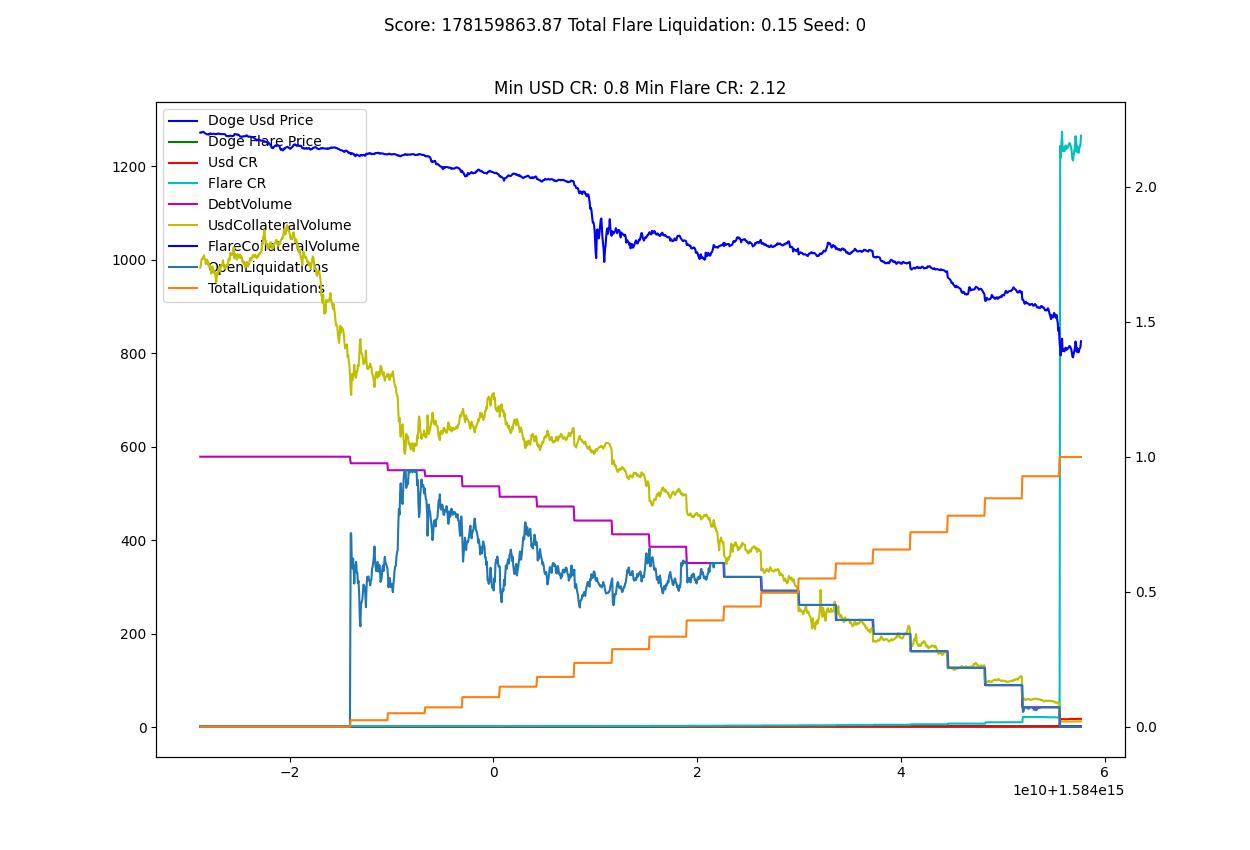 Score: 178159863.87 Total Flare Liquidation: 0.15 Seed: 0
Min USD CR: 0.8 Min Flare CR: 2.12
Doge Usd Price
Doge Flare Price
Usd CR
Flare CR
DebtVolume
UsdCollateralVolume
FlareCollateralVolume
OpenLiquidations
TotalLiquidations
1200
1000
800
600
400
200
0
2.0
1.5
1.0
0.5
0.0
−2
0
2
4
6
1e10+1.584e15